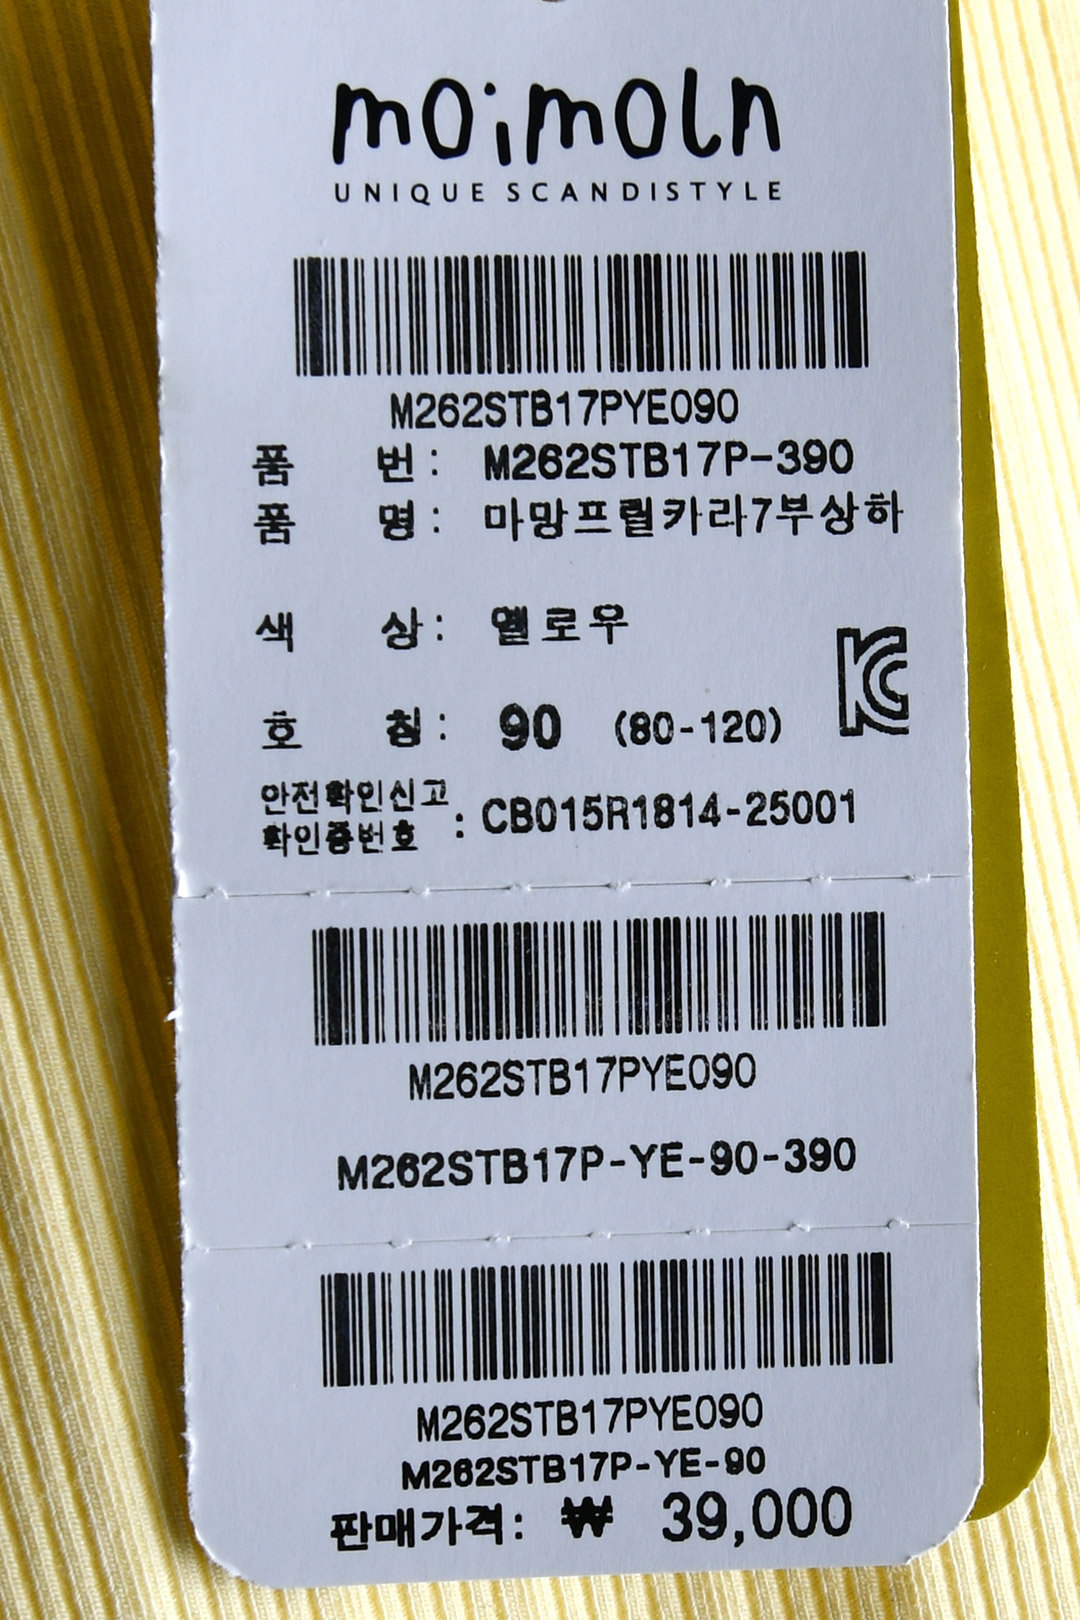 moimoln
UNIQUE SCANDISTYLE
M262STB17PYE090
품 번: M262STB17P-390
품 명: 마망프릴카라7부상하
색 상: 옐로우
호 칭: 90 (80-120)
안전확인신고
확인증번호 : CB015R1814-25001
M262STB17PYE090
M262STB17P-YE-90-390
M262STB17PYE090
M262STB17P-YE-90
판매가격: ₩ 39,000